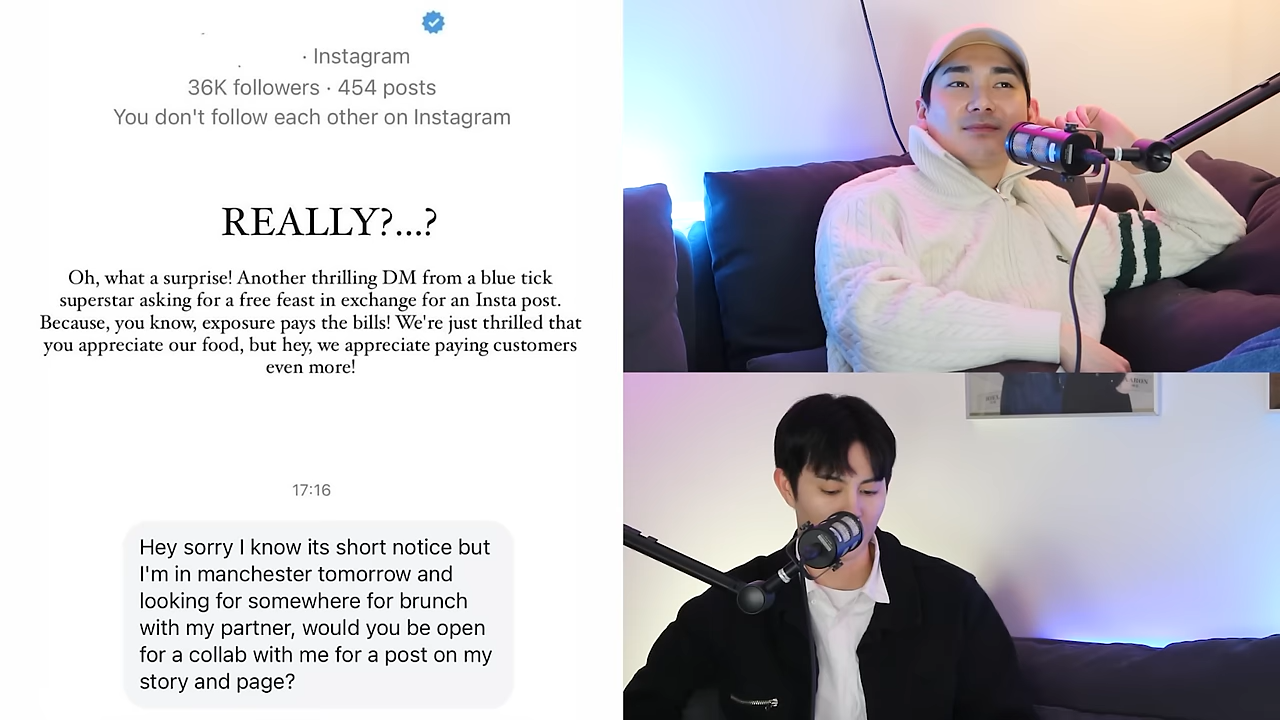 · Instagram
36K followers · 454 posts
You don't follow each other on Instagram
REALLY?...?
Oh, what a surprise! Another thrilling DM from a blue tick
superstar asking for a free feast in exchange for an Insta post.
Because, you know, exposure pays the bills! We're just thrilled that
you appreciate our food, but hey, we appreciate paying customers
even more!
17:16
Hey sorry I know its short notice but
I'm in manchester tomorrow and
looking for somewhere for brunch
with my partner, would you be open
for a collab with me for a post on my
story and page?